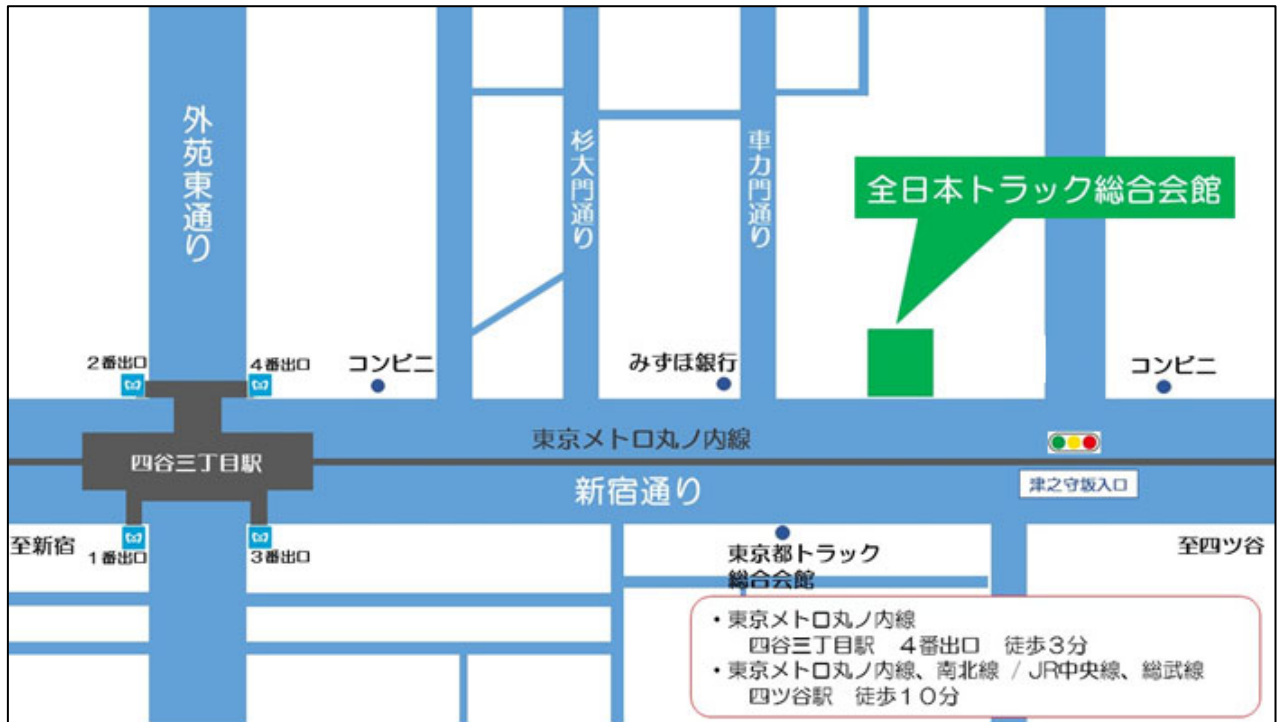 外苑東通り
杉大門通り
車力門通り
全日本トラック総合会館
2番出口
4番出口
コンビニ
みずほ銀行
コンビニ
東京メトロ丸ノ内線
四谷三丁目駅
新宿通り
津之守坂入口
至新宿
1番出口
3番出口
東京都トラック
総合会館
至四ツ谷
・東京メトロ丸ノ内線
四谷三丁目駅 4番出口 徒歩3分
・東京メトロ丸ノ内線、南北線 / JR中央線、総武線
四ツ谷駅 徒歩10分